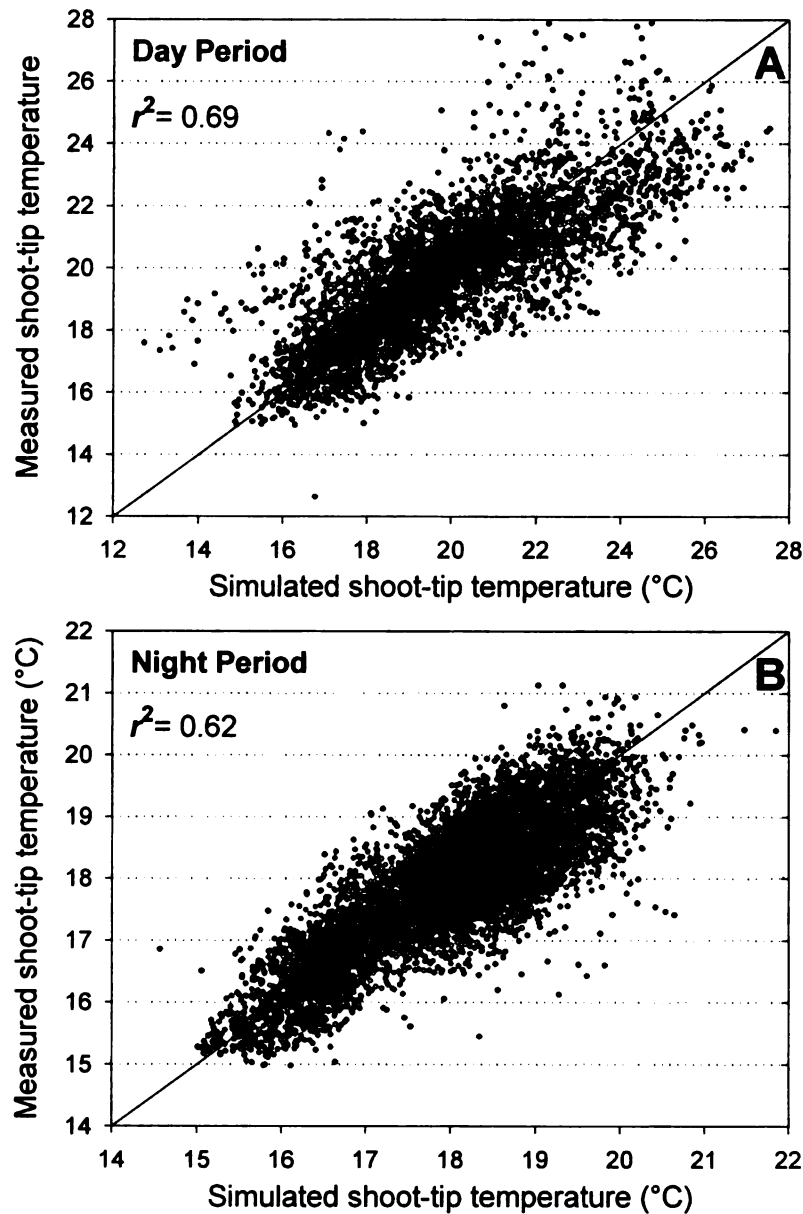 28
26
24
22
20
18
16
14
12
Measured shoot-tip temperature
Day Period
r²= 0.69
A
12 14 16 18 20 22 24 26 28
Simulated shoot-tip temperature (°C)
22
21
20
19
18
17
16
15
14
Measured shoot-tip temperature (°C)
Night Period
r²= 0.62
B
14 15 16 17 18 19 20 21 22
Simulated shoot-tip temperature (°C)